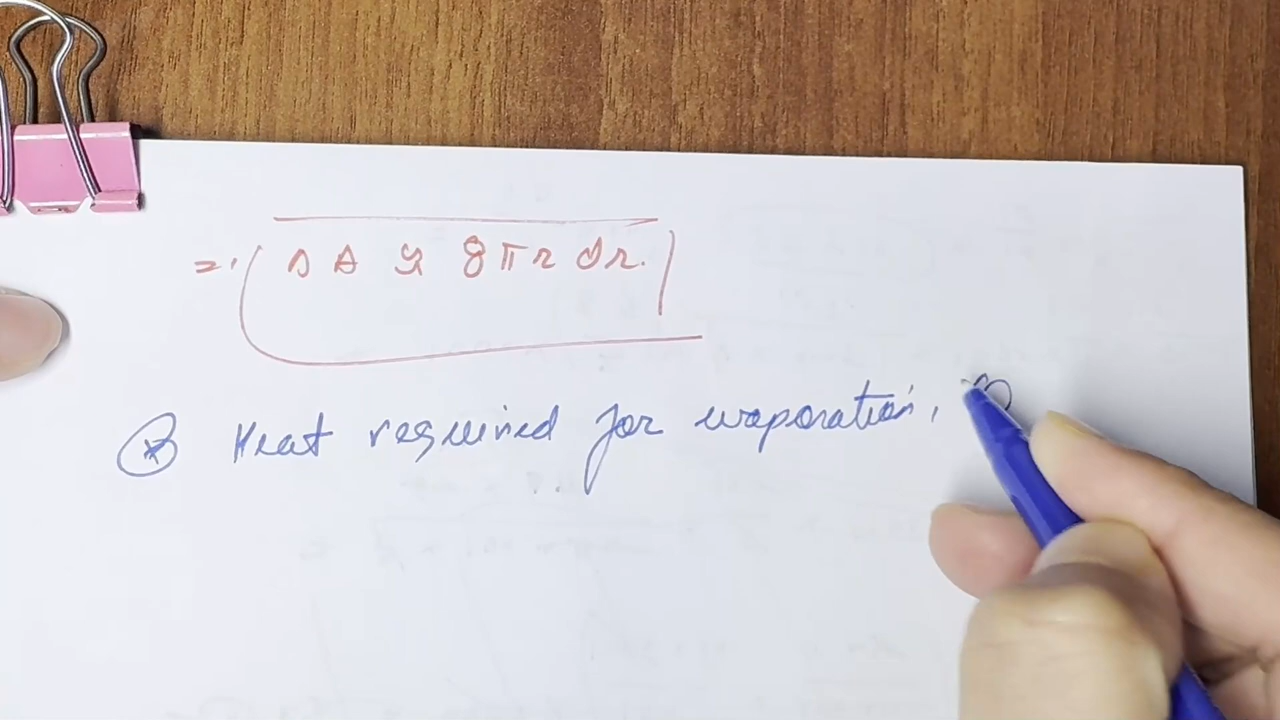 = ΔA = 8πr dr.
⊛ Heat required for evaporation,